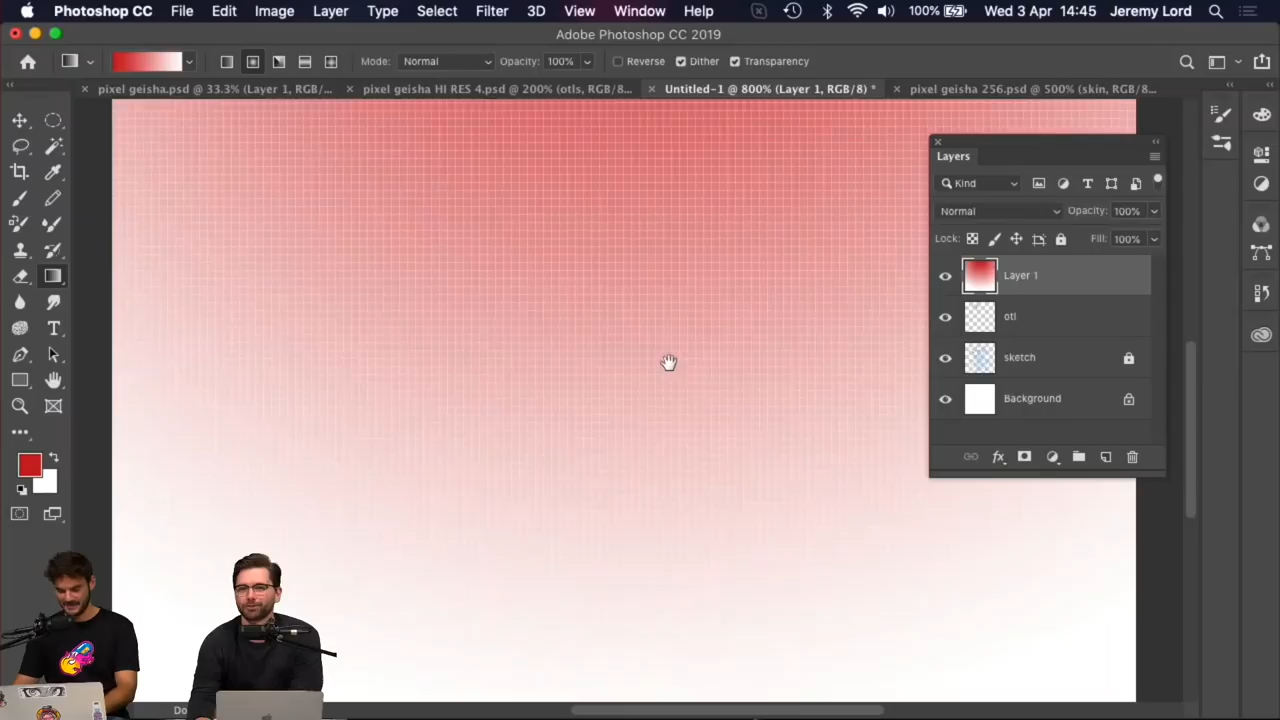 Photoshop CC File Edit Image Layer Type Select Filter 3D View Window Help 100% Wed 3 Apr 14:45 Jeremy Lord
Adobe Photoshop CC 2019
Mode: Normal Opacity: 100% Reverse Dither Transparency
pixel geisha.psd @ 33.3% (Layer 1, RGB/... pixel geisha HI RES 4.psd @ 200% (otls, RGB/8... Untitled-1 @ 800% (Layer 1, RGB/8) * pixel geisha 256.psd @ 500% (skin, RGB/8...
Layers
Kind
Normal Opacity: 100%
Lock: Fill: 100%
Layer 1
otl
sketch
Background
fx
Do